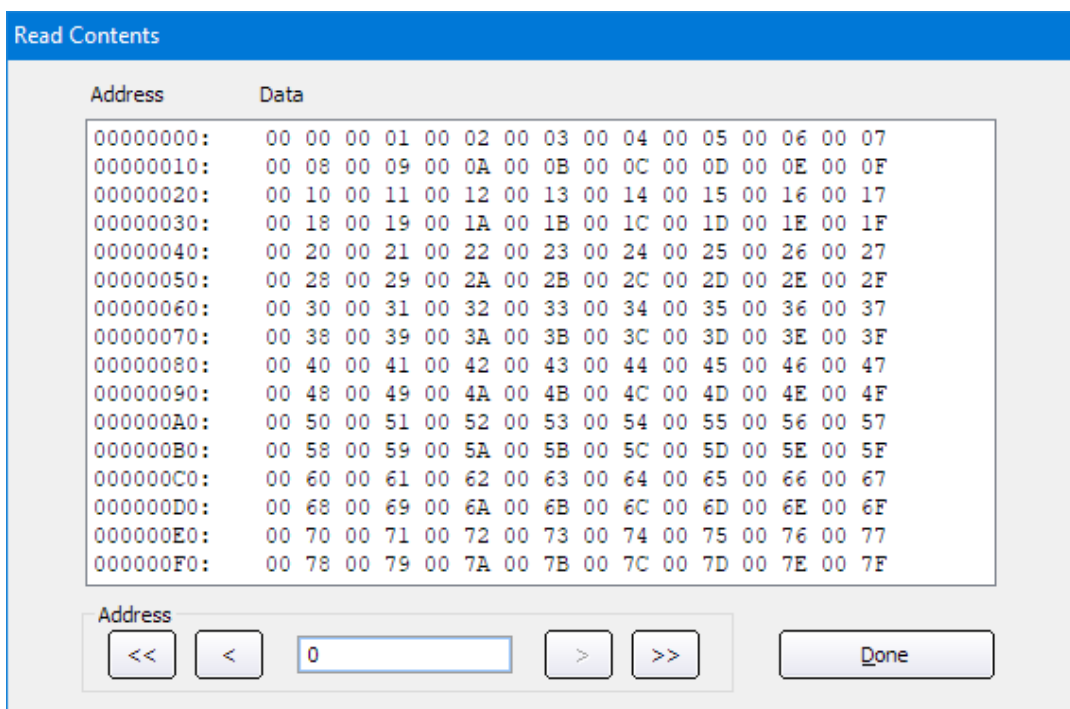 Read Contents
Address Data
00000000: 00 00 00 01 00 02 00 03 00 04 00 05 00 06 00 07
00000010: 00 08 00 09 00 0A 00 0B 00 0C 00 0D 00 0E 00 0F
00000020: 00 10 00 11 00 12 00 13 00 14 00 15 00 16 00 17
00000030: 00 18 00 19 00 1A 00 1B 00 1C 00 1D 00 1E 00 1F
00000040: 00 20 00 21 00 22 00 23 00 24 00 25 00 26 00 27
00000050: 00 28 00 29 00 2A 00 2B 00 2C 00 2D 00 2E 00 2F
00000060: 00 30 00 31 00 32 00 33 00 34 00 35 00 36 00 37
00000070: 00 38 00 39 00 3A 00 3B 00 3C 00 3D 00 3E 00 3F
00000080: 00 40 00 41 00 42 00 43 00 44 00 45 00 46 00 47
00000090: 00 48 00 49 00 4A 00 4B 00 4C 00 4D 00 4E 00 4F
000000A0: 00 50 00 51 00 52 00 53 00 54 00 55 00 56 00 57
000000B0: 00 58 00 59 00 5A 00 5B 00 5C 00 5D 00 5E 00 5F
000000C0: 00 60 00 61 00 62 00 63 00 64 00 65 00 66 00 67
000000D0: 00 68 00 69 00 6A 00 6B 00 6C 00 6D 00 6E 00 6F
000000E0: 00 70 00 71 00 72 00 73 00 74 00 75 00 76 00 77
000000F0: 00 78 00 79 00 7A 00 7B 00 7C 00 7D 00 7E 00 7F
Address
<< < 0 > >> Done